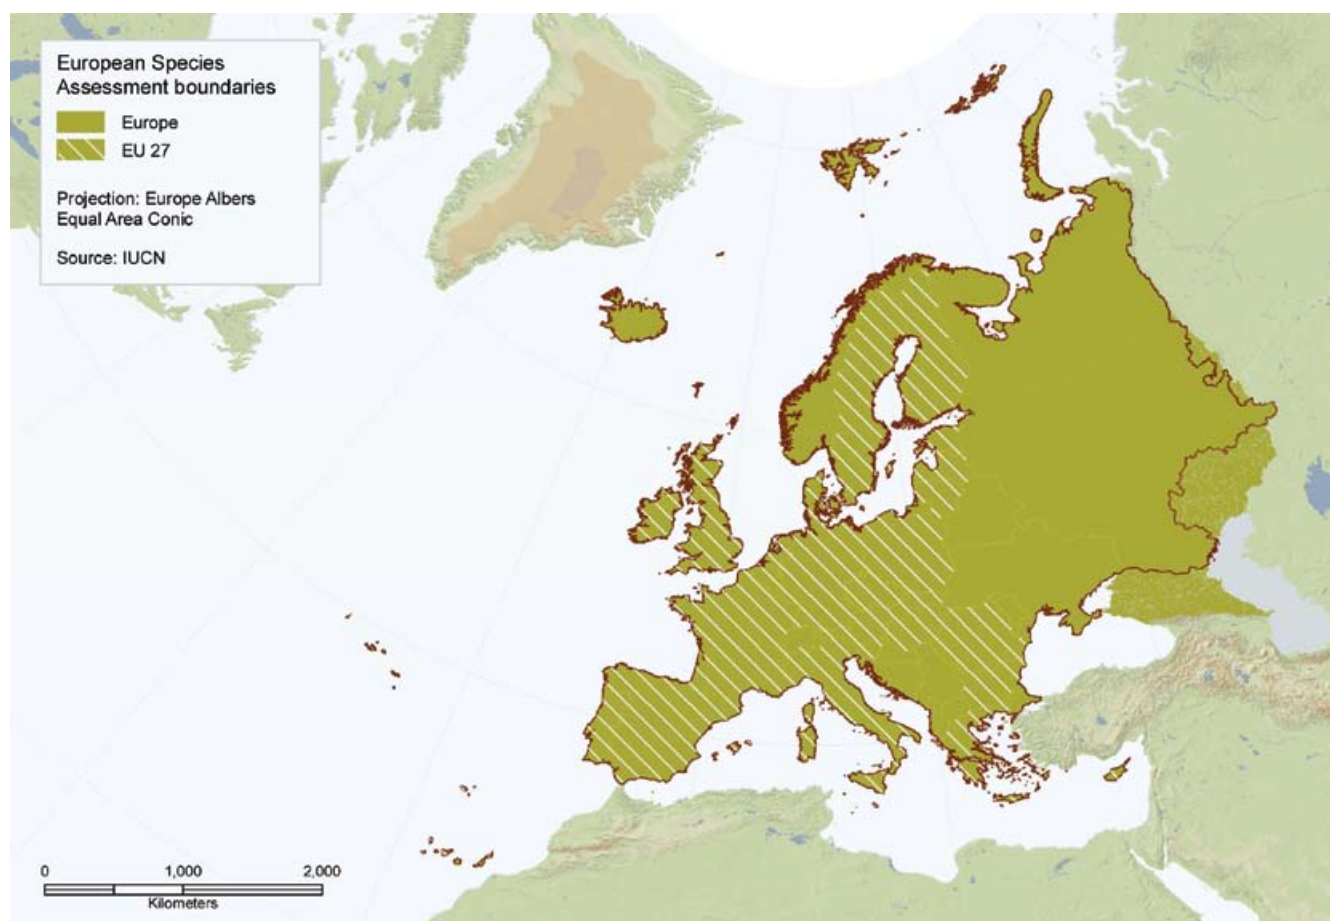 European Species
Assessment boundaries
Europe
EU 27
Projection: Europe Albers
Equal Area Conic
Source: IUCN
0 1,000 2,000
Kilometers